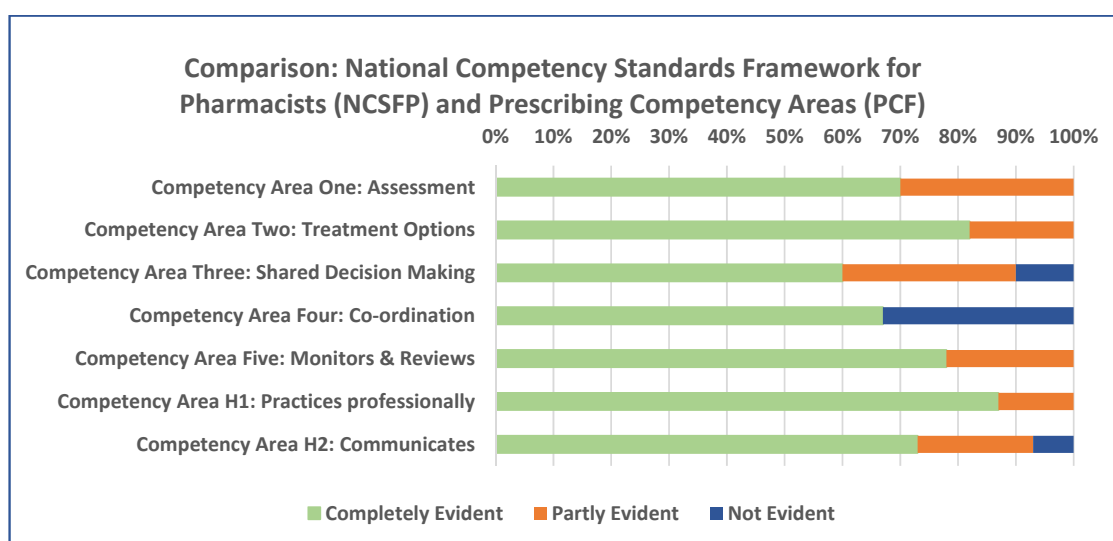 Comparison: National Competency Standards Framework for
Pharmacists (NCSFP) and Prescribing Competency Areas (PCF)
0% 10% 20% 30% 40% 50% 60% 70% 80% 90% 100%
Competency Area One: Assessment
Competency Area Two: Treatment Options
Competency Area Three: Shared Decision Making
Competency Area Four: Co-ordination
Competency Area Five: Monitors & Reviews
Competency Area H1: Practices professionally
Competency Area H2: Communicates
Completely Evident Partly Evident Not Evident